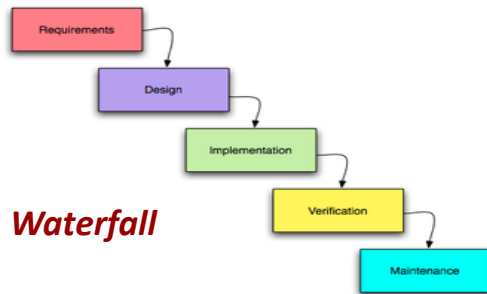 Requirements
Design
Implementation
Verification
Waterfall
Maintenance